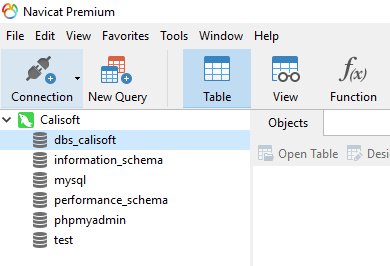 Navicat Premium
File Edit View Favorites Tools Window Help
Connection New Query Table View f(x) Function
Calisoft
Objects
dbs_calisoft
information_schema
Open Table
mysql
performance_schema
phpmyadmin
test